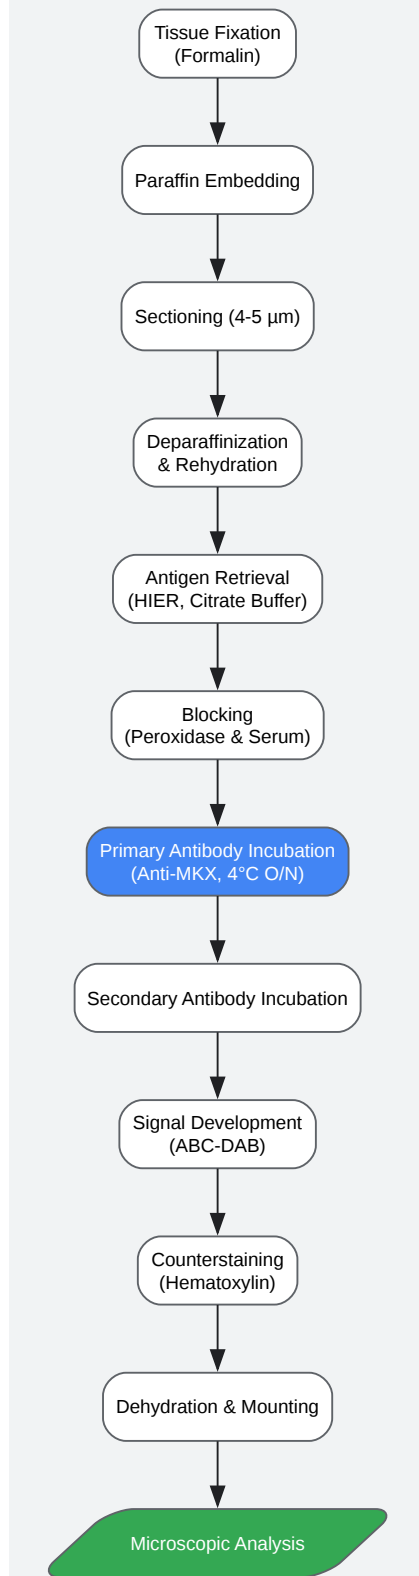 Tissue Fixation
(Formalin)
Paraffin Embedding
Sectioning (4-5 µm)
Deparaffinization
& Rehydration
Antigen Retrieval
(HIER, Citrate Buffer)
Blocking
(Peroxidase & Serum)
Primary Antibody Incubation
(Anti-MKX, 4°C O/N)
Secondary Antibody Incubation
Signal Development
(ABC-DAB)
Counterstaining
(Hematoxylin)
Dehydration & Mounting
Microscopic Analysis